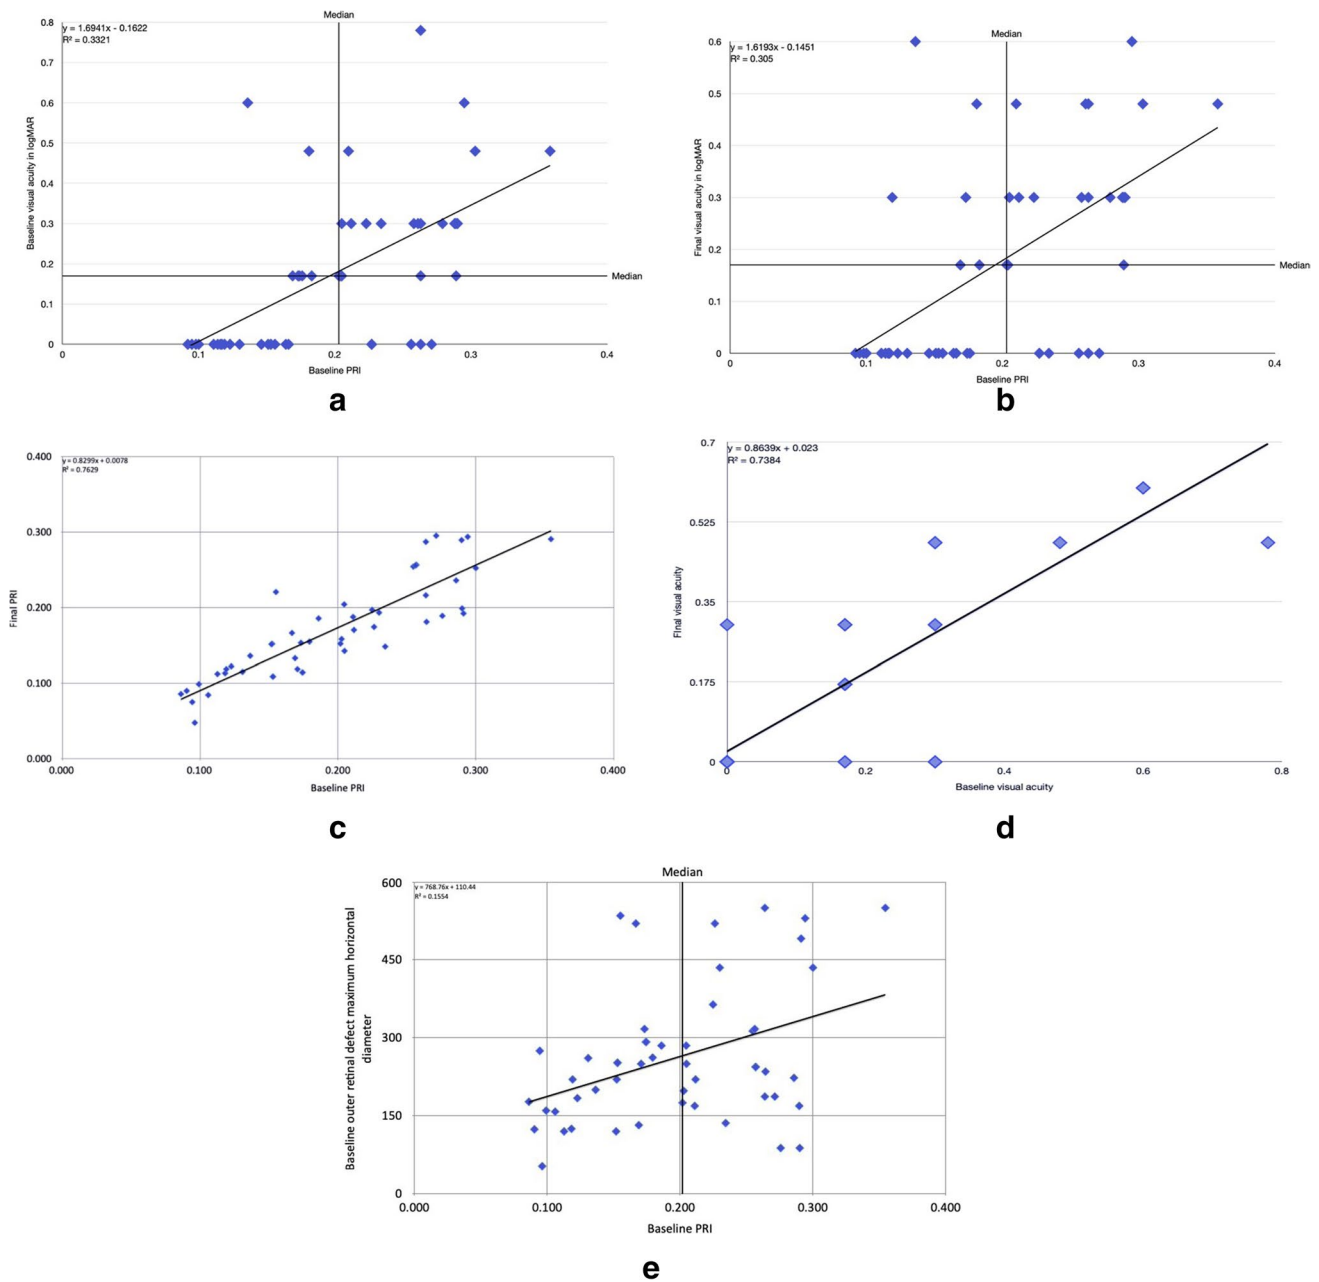 Median
y = 1.6941x - 0.1622
R² = 0.3321
0.8
0.7
0.6
0.5
0.4
0.3
0.2
0.1
0
Baseline visual acuity in logMAR
Median
0 0.1 0.2 0.3 0.4
Baseline PRI
a
Median
y = 1.6193x - 0.1451
R² = 0.305
0.6
0.5
0.4
0.3
0.2
0.1
0
Final visual acuity in logMAR
Median
0 0.1 0.2 0.3 0.4
Baseline PRI
b
y = 0.8299x + 0.0078
R² = 0.7629
0.400
0.300
0.200
0.100
0.000
Final PRI
0.000 0.100 0.200 0.300 0.400
Baseline PRI
c
y = 0.8639x + 0.023
R² = 0.7384
0.7
0.525
0.35
0.175
0
Final visual acuity
0 0.2 0.4 0.6 0.8
Baseline visual acuity
d
Median
y = 768.76x + 110.44
R² = 0.1554
600
450
300
150
0
Baseline outer retinal defect maximum horizontal
diameter
0.000 0.100 0.200 0.300 0.400
Baseline PRI
e